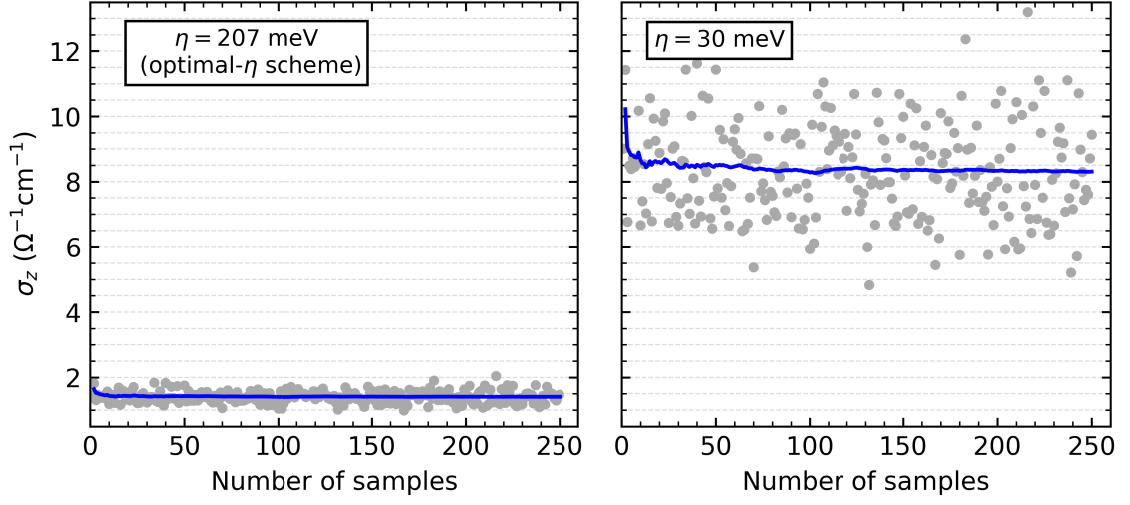 η = 207 meV
(optimal-η scheme)
η = 30 meV
12
10
8
6
4
2
σ_z (Ω⁻¹cm⁻¹)
0 50 100 150 200 250
0 50 100 150 200 250
Number of samples
Number of samples